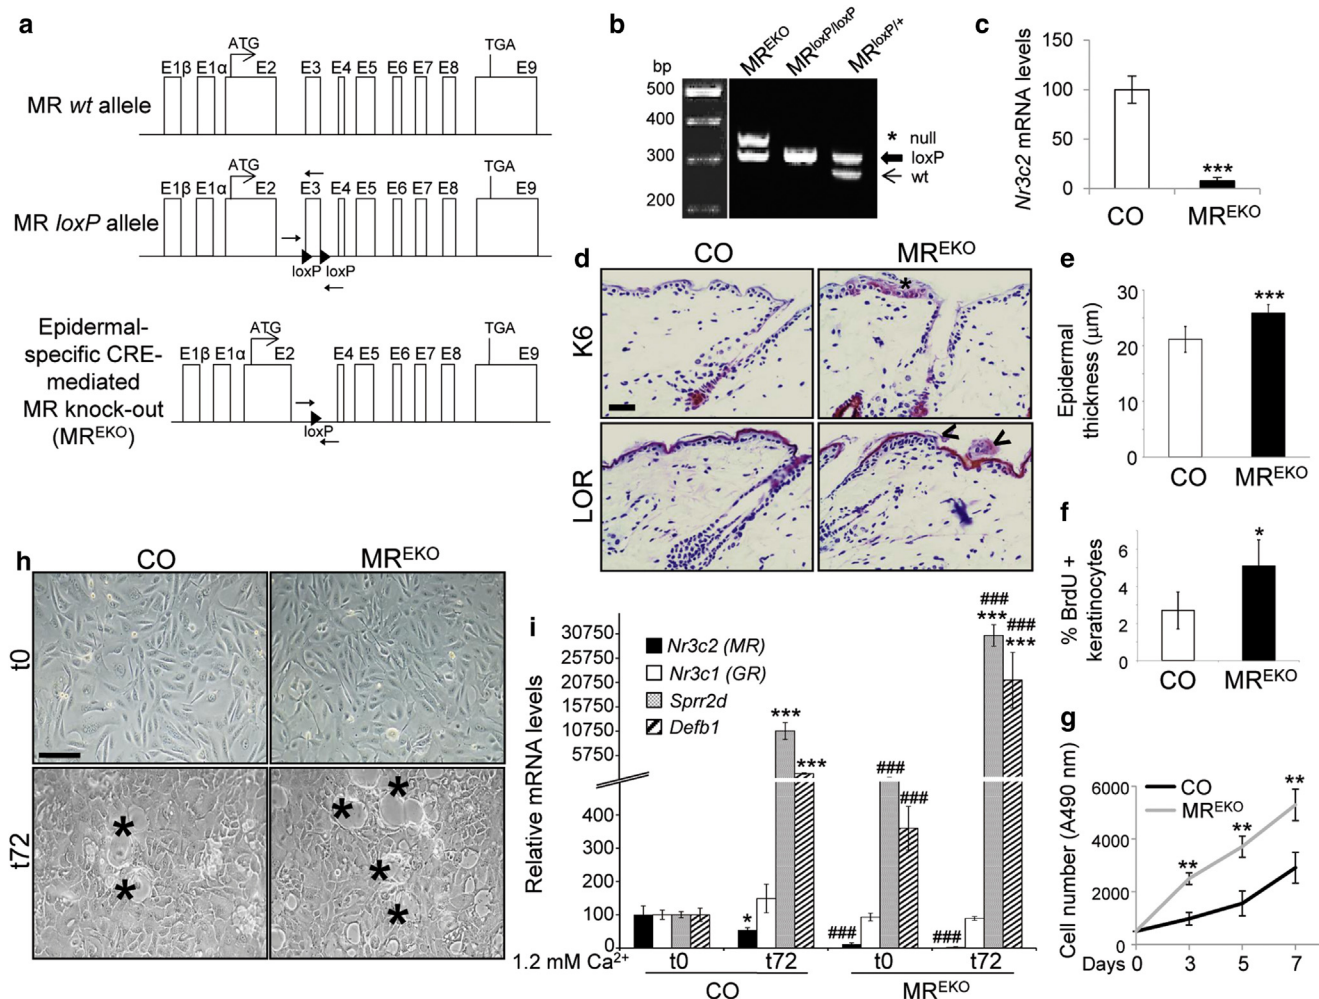 a
ATG
TGA
E1β E1α E2 E3 E4 E5 E6 E7 E8 E9
MR wt allele
ATG
TGA
E1β E1α E2 E3 E4 E5 E6 E7 E8 E9
MR loxP allele
loxP loxP
Epidermal-
specific CRE-
mediated
MR knock-out
(MREKO)
ATG
TGA
E1β E1α E2 E4 E5 E6 E7 E8 E9
loxP
b
MREKO MRloxP/loxP MRloxP/+
bp
500
400
300
200
* null
loxP
wt
c
Nr3c2 mRNA levels
150
100
50
0
***
CO MREKO
d
CO MREKO
K6
*
LOR
e
Epidermal
thickness (μm)
30
20
10
0
***
CO MREKO
f
% BrdU +
keratinocytes
6
4
2
0
*
CO MREKO
g
Cell number (A490 nm)
6000
4000
2000
0
CO
MREKO
** ** **
Days 0 3 5 7
h
CO MREKO
t0
t72
* *
* * * *
i
Relative mRNA levels
30750
25750
20750
15750
10750
5750
400
300
200
100
0
Nr3c2 (MR)
Nr3c1 (GR)
Sprr2d
Defb1
* *** ***
### ### ###
### ### *** ### ***
1.2 mM Ca2+ t0 t72 t0 t72
CO MREKO